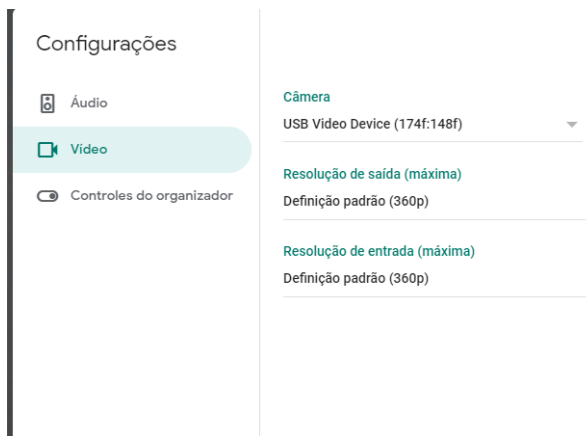 Configurações
Áudio
Vídeo
Controles do organizador
Câmera
USB Video Device (174f:148f)
Resolução de saída (máxima)
Definição padrão (360p)
Resolução de entrada (máxima)
Definição padrão (360p)